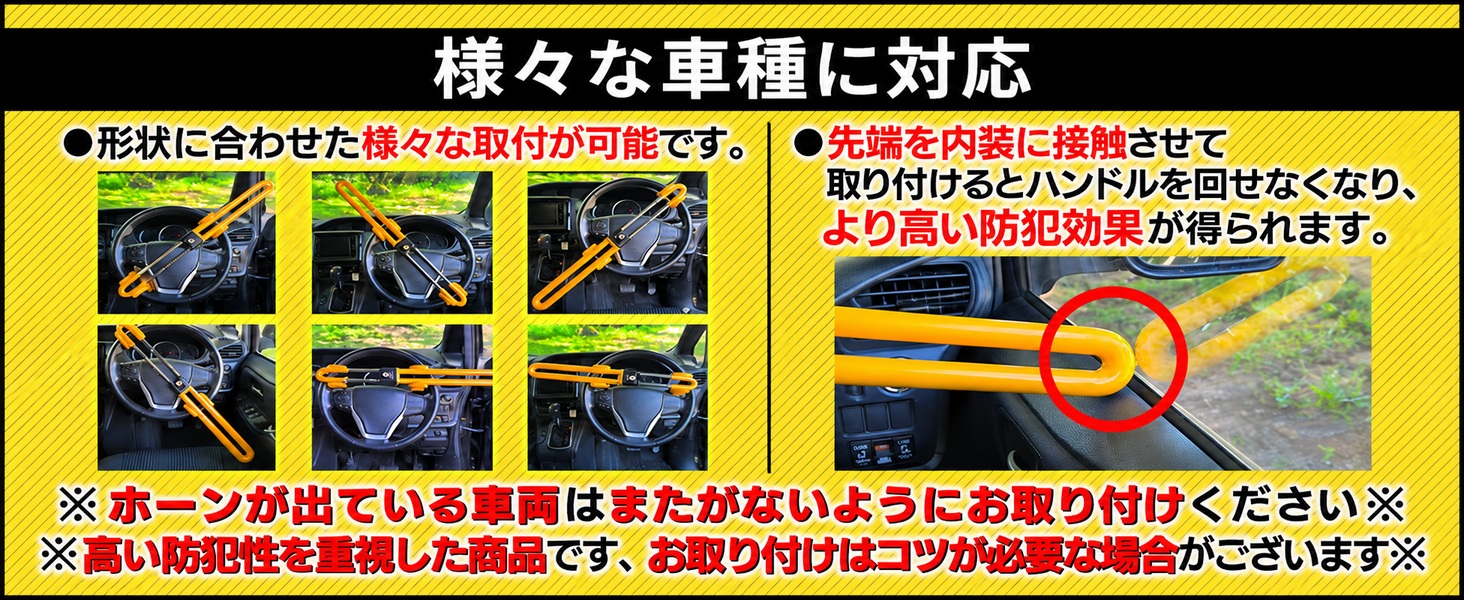 様々な車種に対応
●形状に合わせた様々な取付が可能です。
●先端を内装に接触させて
取り付けるとハンドルを回せなくなり、
より高い防犯効果が得られます。
※ホーンが出ている車両はまたがないようにお取り付けください※
※高い防犯性を重視した商品です、お取り付けはコツが必要な場合がございます※